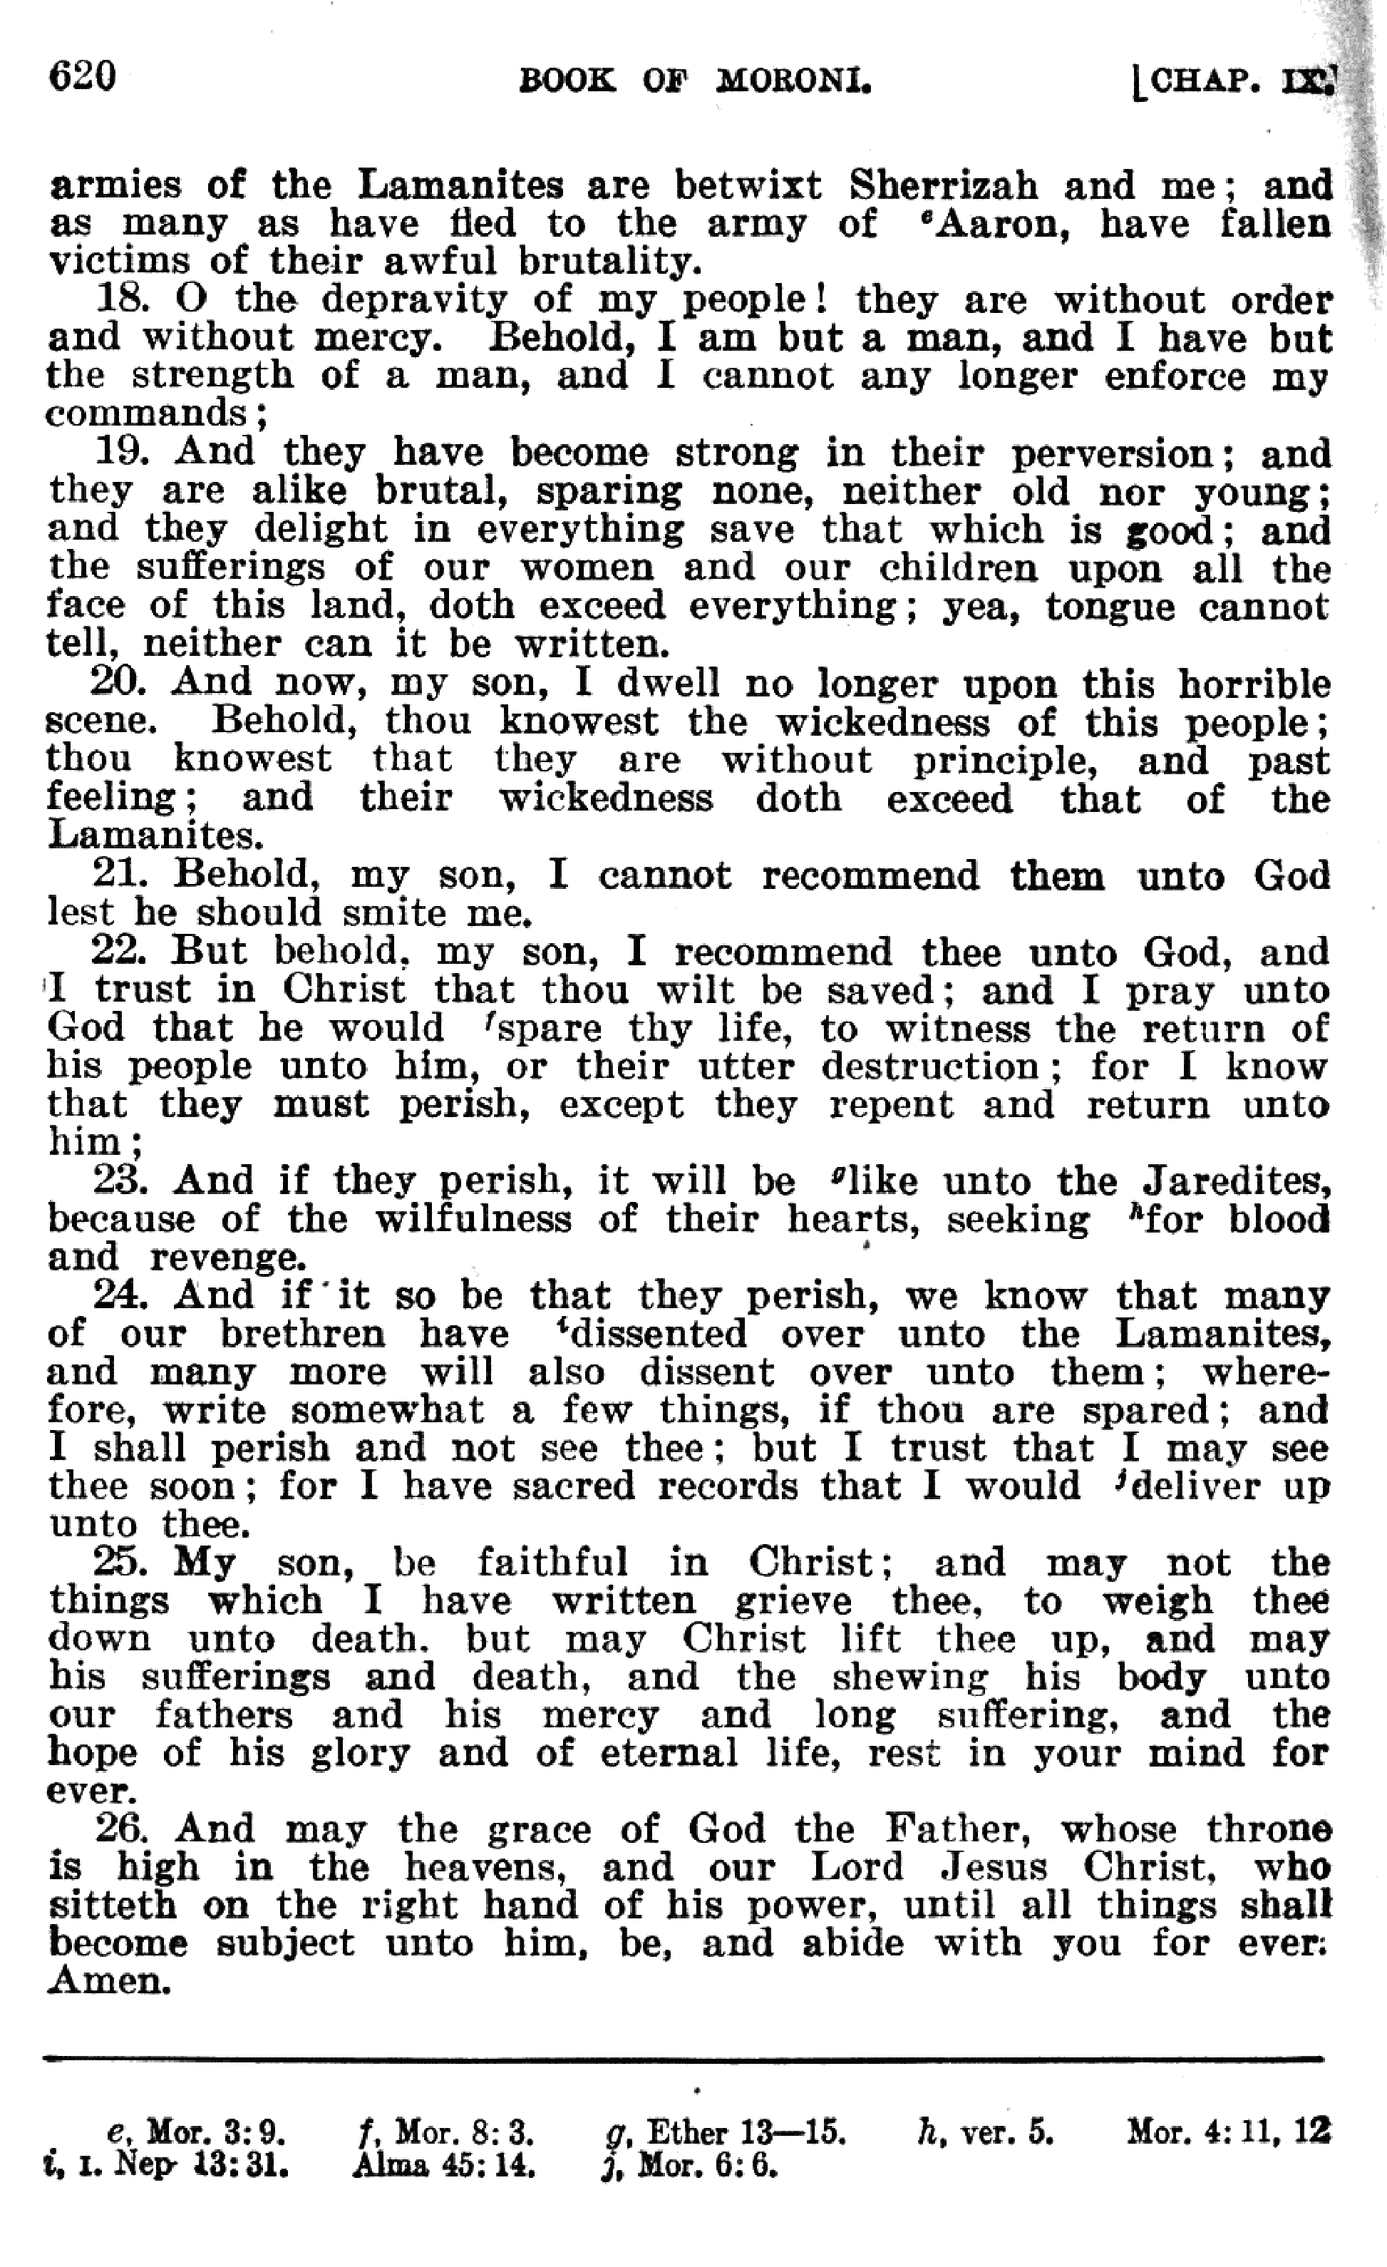 620 BOOK OF MORONI. [CHAP. IX.]
armies of the Lamanites are betwixt Sherrizah and me; and
as many as have fled to the army of ᵉAaron, have fallen
victims of their awful brutality.
18. O the depravity of my people! they are without order
and without mercy. Behold, I am but a man, and I have but
the strength of a man, and I cannot any longer enforce my
commands;
19. And they have become strong in their perversion; and
they are alike brutal, sparing none, neither old nor young;
and they delight in everything save that which is good; and
the sufferings of our women and our children upon all the
face of this land, doth exceed everything; yea, tongue cannot
tell, neither can it be written.
20. And now, my son, I dwell no longer upon this horrible
scene. Behold, thou knowest the wickedness of this people;
thou knowest that they are without principle, and past
feeling; and their wickedness doth exceed that of the
Lamanites.
21. Behold, my son, I cannot recommend them unto God
lest he should smite me.
22. But behold, my son, I recommend thee unto God, and
I trust in Christ that thou wilt be saved; and I pray unto
God that he would ᶠspare thy life, to witness the return of
his people unto him, or their utter destruction; for I know
that they must perish, except they repent and return unto
him;
23. And if they perish, it will be ᵍlike unto the Jaredites,
because of the wilfulness of their hearts, seeking ʰfor blood
and revenge.
24. And if it so be that they perish, we know that many
of our brethren have ⁱdissented over unto the Lamanites,
and many more will also dissent over unto them; where-
fore, write somewhat a few things, if thou are spared; and
I shall perish and not see thee; but I trust that I may see
thee soon; for I have sacred records that I would ʲdeliver up
unto thee.
25. My son, be faithful in Christ; and may not the
things which I have written grieve thee, to weigh thee
down unto death. but may Christ lift thee up, and may
his sufferings and death, and the shewing his body unto
our fathers and his mercy and long suffering, and the
hope of his glory and of eternal life, rest in your mind for
ever.
26. And may the grace of God the Father, whose throne
is high in the heavens, and our Lord Jesus Christ, who
sitteth on the right hand of his power, until all things shall
become subject unto him, be, and abide with you for ever:
Amen.
e, Mor. 3:9. f, Mor. 8:3. g, Ether 13—15. h, ver. 5. Mor. 4:11, 12
i, I. Nep 13:31. Alma 45:14. j, Mor. 6:6.